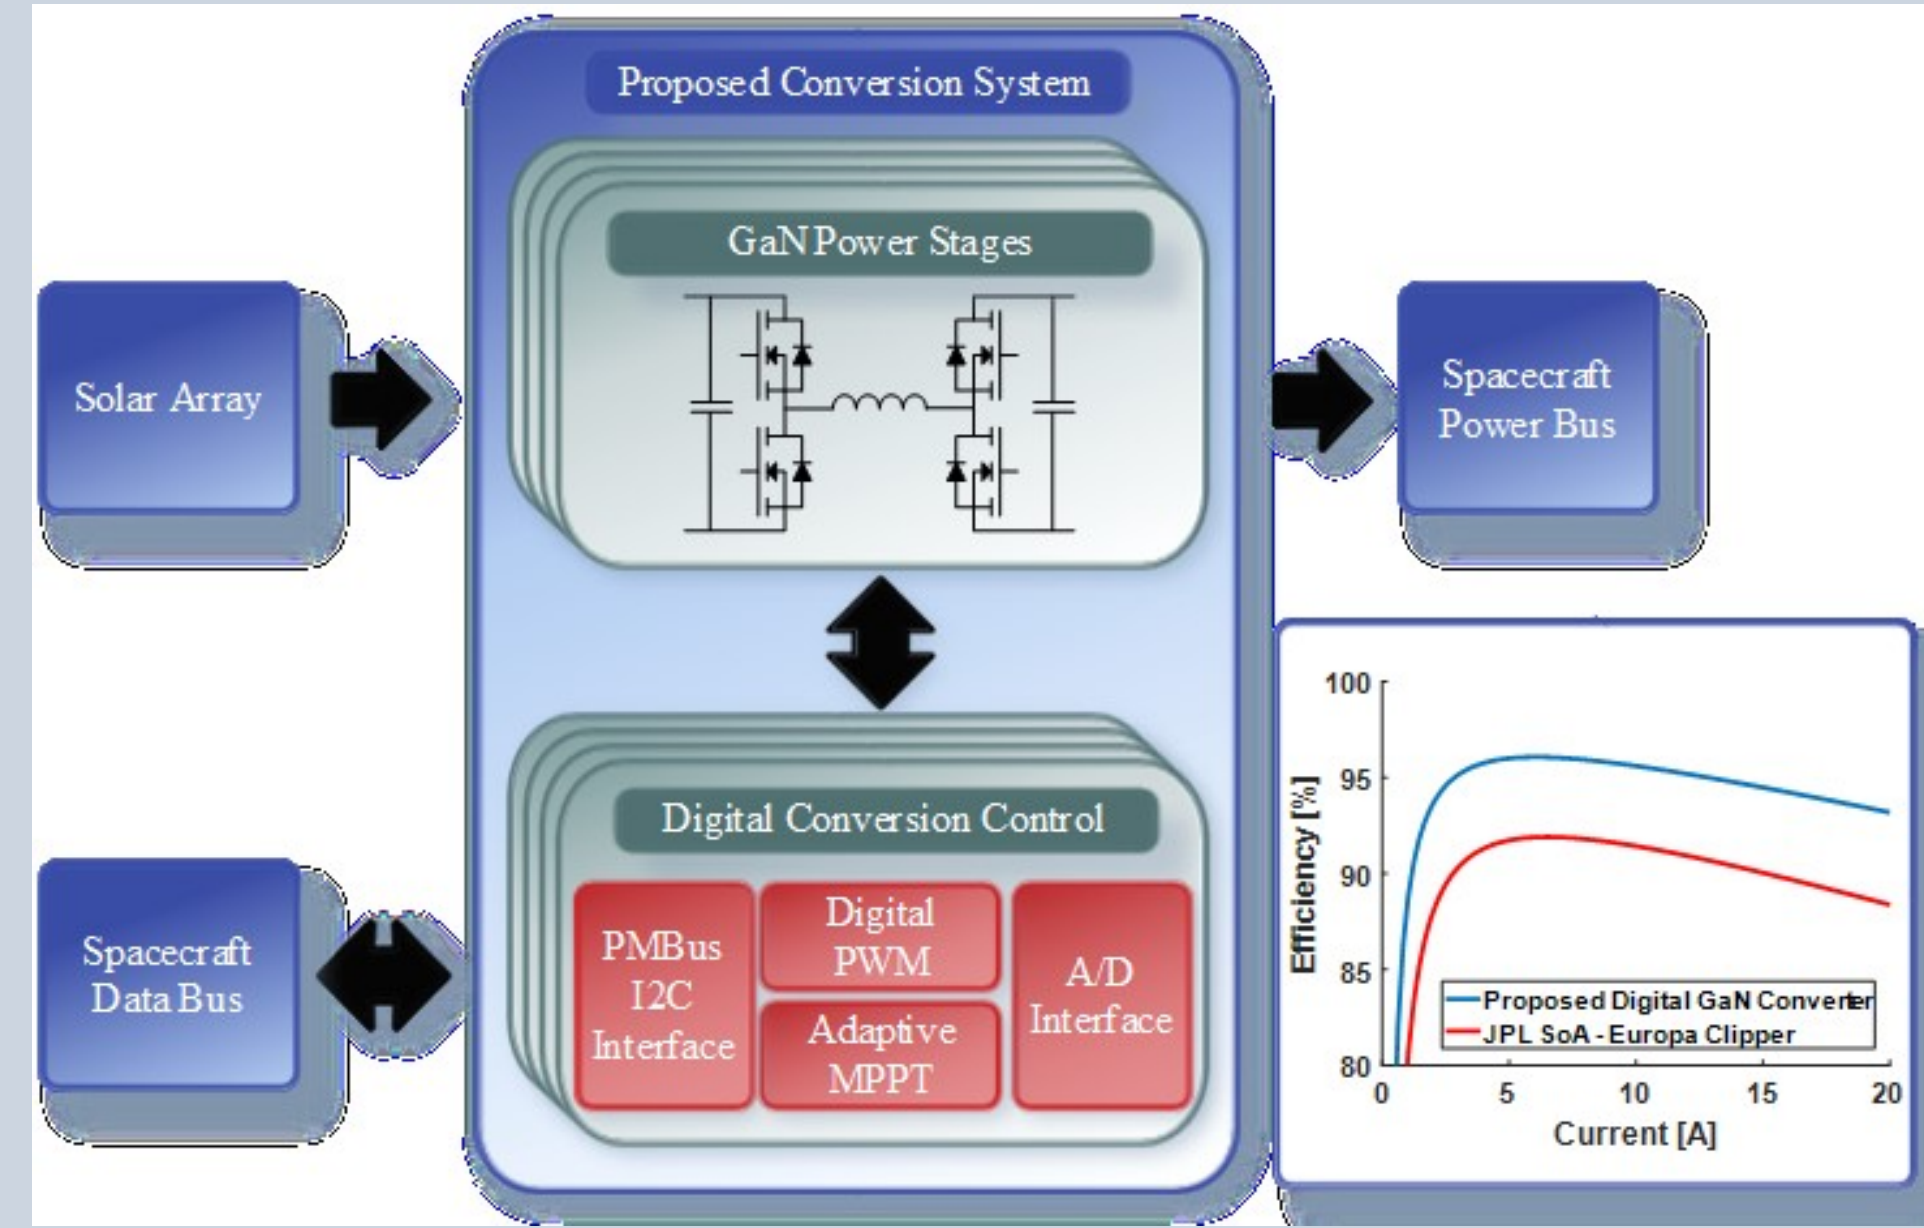 Proposed Conversion System
GaN Power Stages
Solar Array
Spacecraft
Power Bus
Digital Conversion Control
PMBus
I2C
Interface
Digital
PWM
Adaptive
MPPT
A/D
Interface
Spacecraft
Data Bus
100
95
90
85
80
Efficiency [%]
Proposed Digital GaN Converter
JPL SoA - Europa Clipper
0 5 10 15 20
Current [A]